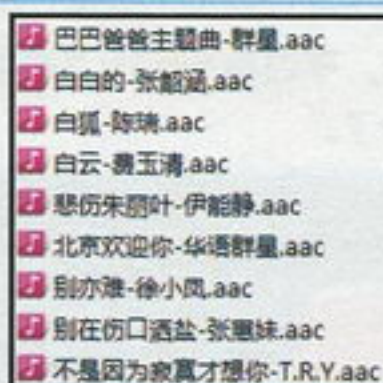 巴巴爸爸主题曲-群星.aac
白白的-张韶涵.aac
白狐-陈瑞.aac
白云-费玉清.aac
悲伤朱丽叶-伊能静.aac
北京欢迎你-华语群星.aac
别亦难-徐小凤.aac
别在伤口洒盐-张惠妹.aac
不是因为寂寞才想你-T.R.Y.aac